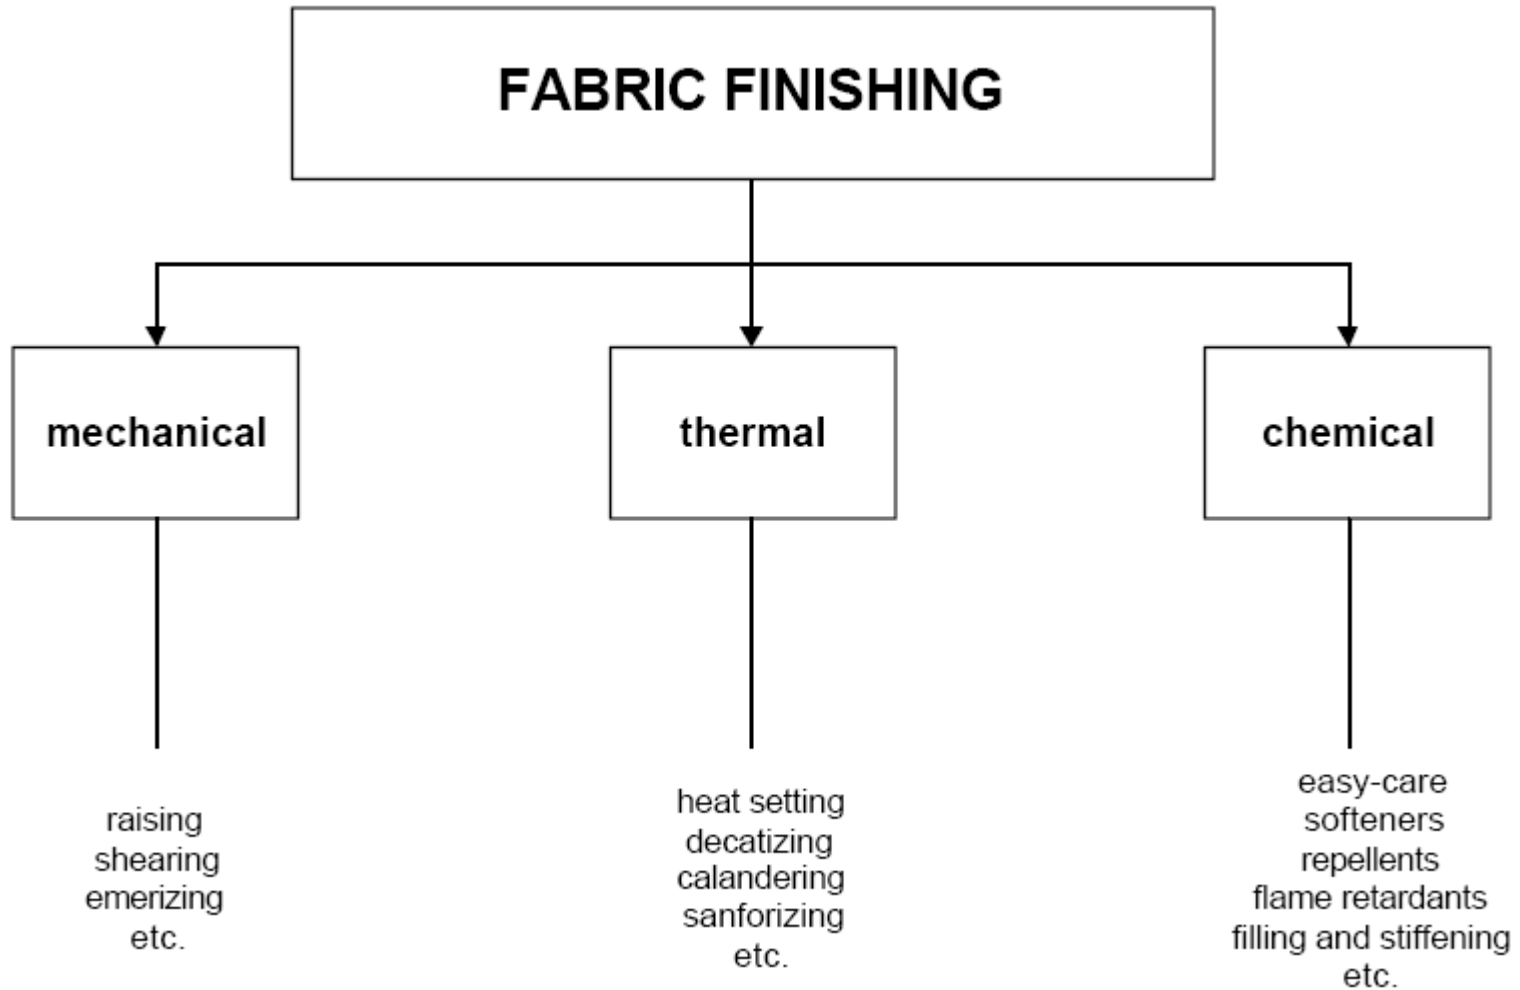 FABRIC FINISHING
mechanical
thermal
chemical
raising
shearing
emerizing
etc.
heat setting
decatizing
calandering
sanforizing
etc.
easy-care
softeners
repellents
flame retardants
filling and stiffening
etc.